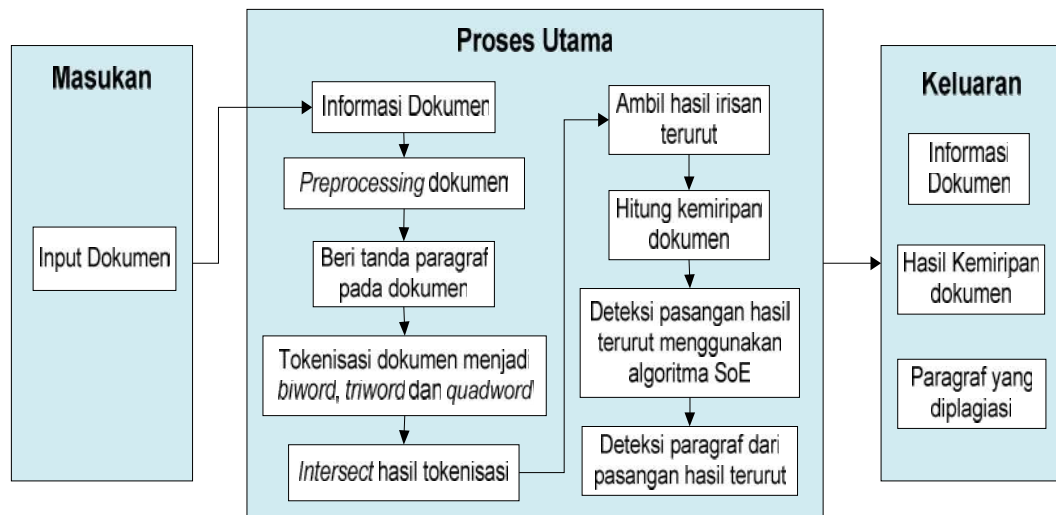 Masukan
Input Dokumen
Proses Utama
Informasi Dokumen
Preprocessing dokumen
Beri tanda paragraf
pada dokumen
Tokenisasi dokumen menjadi
biword, triword dan quadword
Intersect hasil tokenisasi
Ambil hasil irisan
terurut
Hitung kemiripan
dokumen
Deteksi pasangan hasil
terurut menggunakan
algoritma SoE
Deteksi paragraf dari
pasangan hasil terurut
Keluaran
Informasi
Dokumen
Hasil Kemiripan
dokumen
Paragraf yang
diplagiasi